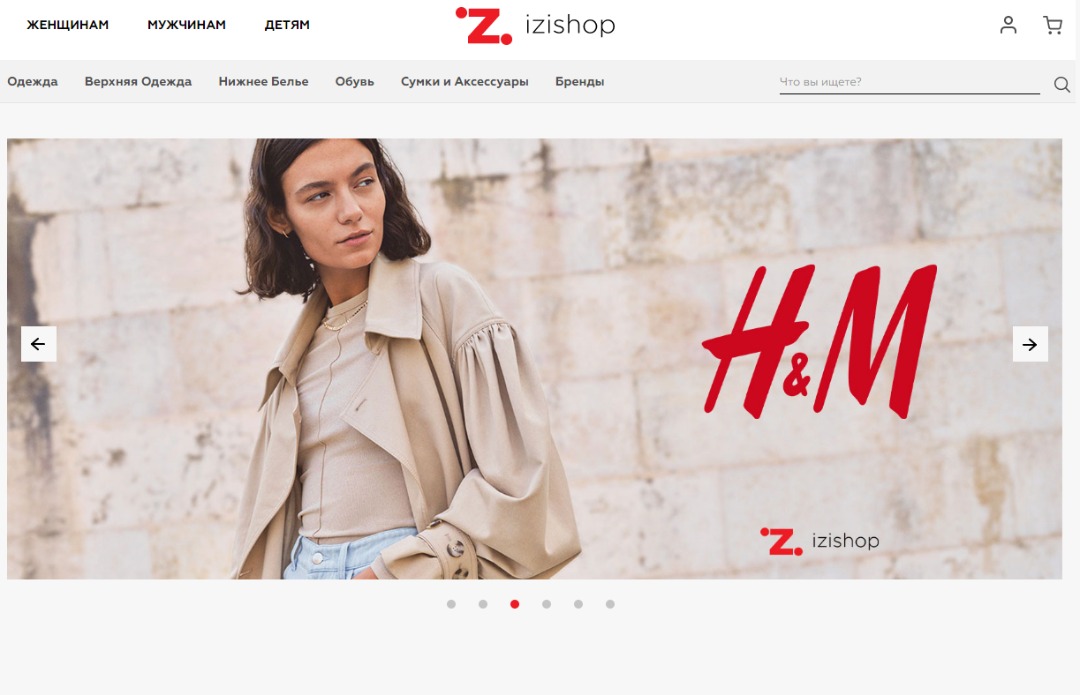 ЖЕНЩИНАМ МУЖЧИНАМ ДЕТЯМ
Z. izishop
Одежда Верхняя Одежда Нижнее Белье Обувь Сумки и Аксессуары Бренды
Что вы ищете?
H&M
Z. izishop